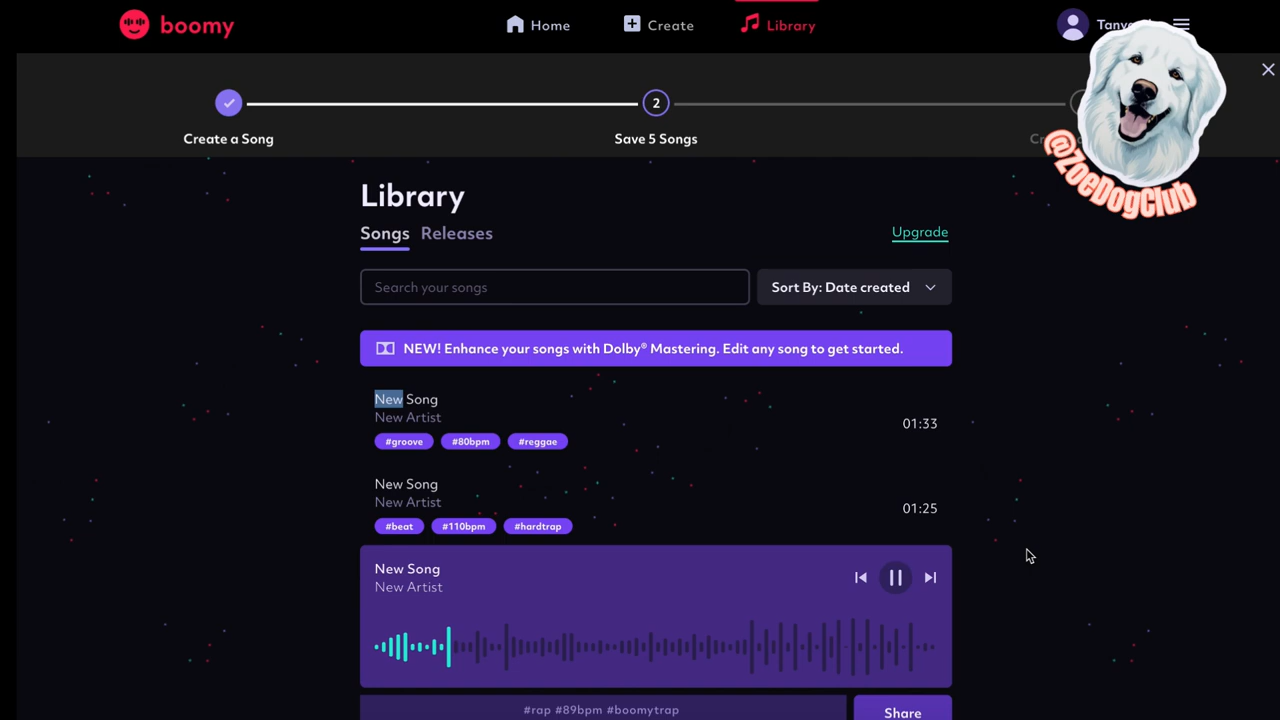 boomy
Home
Create
Library
2
Create a Song
Save 5 Songs
@ZoeDogClub
Library
Songs
Releases
Upgrade
Search your songs
Sort By: Date created
NEW! Enhance your songs with Dolby® Mastering. Edit any song to get started.
New Song
New Artist
01:33
#groove
#80bpm
#reggae
New Song
New Artist
01:25
#beat
#110bpm
#hardtrap
New Song
New Artist
#rap #89bpm #boomytrap
Share